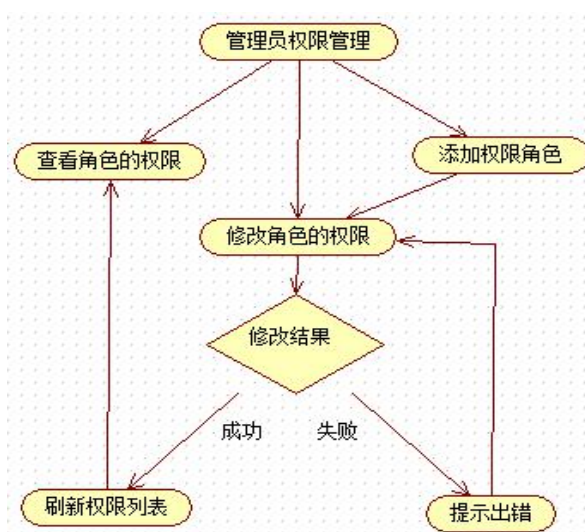 管理员权限管理
查看角色的权限
添加权限角色
修改角色的权限
修改结果
成功
失败
刷新权限列表
提示出错